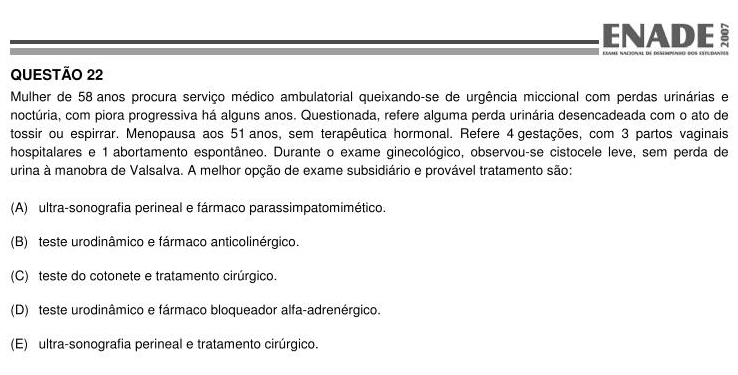 ENADE 2007
EXAME NACIONAL DE DESEMPENHO DOS ESTUDANTES
QUESTÃO 22
Mulher de 58 anos procura serviço médico ambulatorial queixando-se de urgência miccional com perdas urinárias e
noctúria, com piora progressiva há alguns anos. Questionada, refere alguma perda urinária desencadeada com o ato de
tossir ou espirrar. Menopausa aos 51 anos, sem terapêutica hormonal. Refere 4 gestações, com 3 partos vaginais
hospitalares e 1 abortamento espontâneo. Durante o exame ginecológico, observou-se cistocele leve, sem perda de
urina à manobra de Valsalva. A melhor opção de exame subsidiário e provável tratamento são:
(A) ultra-sonografia perineal e fármaco parassimpatomimético.
(B) teste urodinâmico e fármaco anticolinérgico.
(C) teste do cotonete e tratamento cirúrgico.
(D) teste urodinâmico e fármaco bloqueador alfa-adrenérgico.
(E) ultra-sonografia perineal e tratamento cirúrgico.